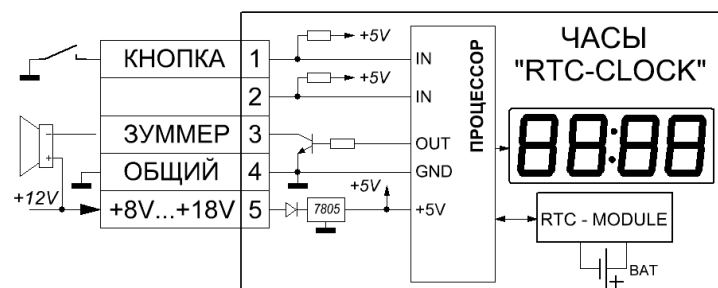 ЧАСЫ
"RTC-CLOCK"
КНОПКА 1
+5V
IN
2
+5V
IN
ЗУММЕР 3
OUT
ОБЩИЙ 4
GND
+12V
+8V...+18V 5
7805
+5V
+5V
ПРОЦЕССОР
88:88
RTC - MODULE
BAT
+
+
-